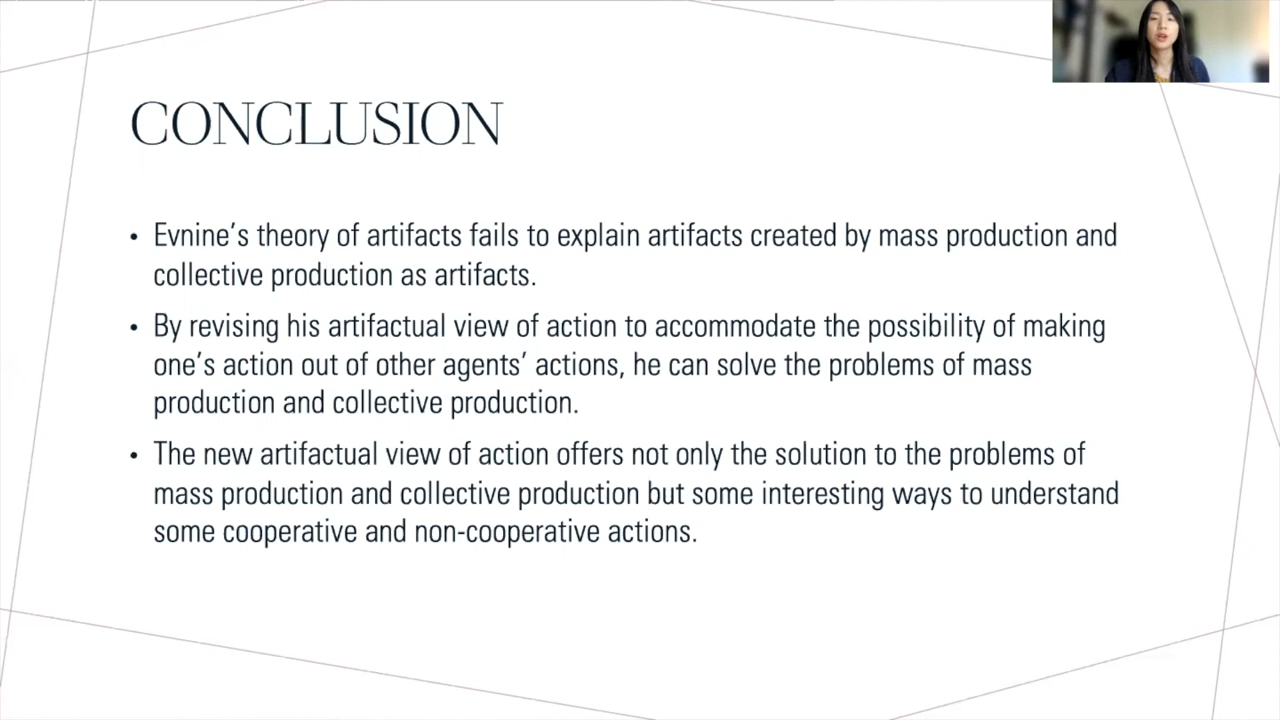 CONCLUSION
• Evnine’s theory of artifacts fails to explain artifacts created by mass production and
collective production as artifacts.
• By revising his artifactual view of action to accommodate the possibility of making
one’s action out of other agents’ actions, he can solve the problems of mass
production and collective production.
• The new artifactual view of action offers not only the solution to the problems of
mass production and collective production but some interesting ways to understand
some cooperative and non-cooperative actions.